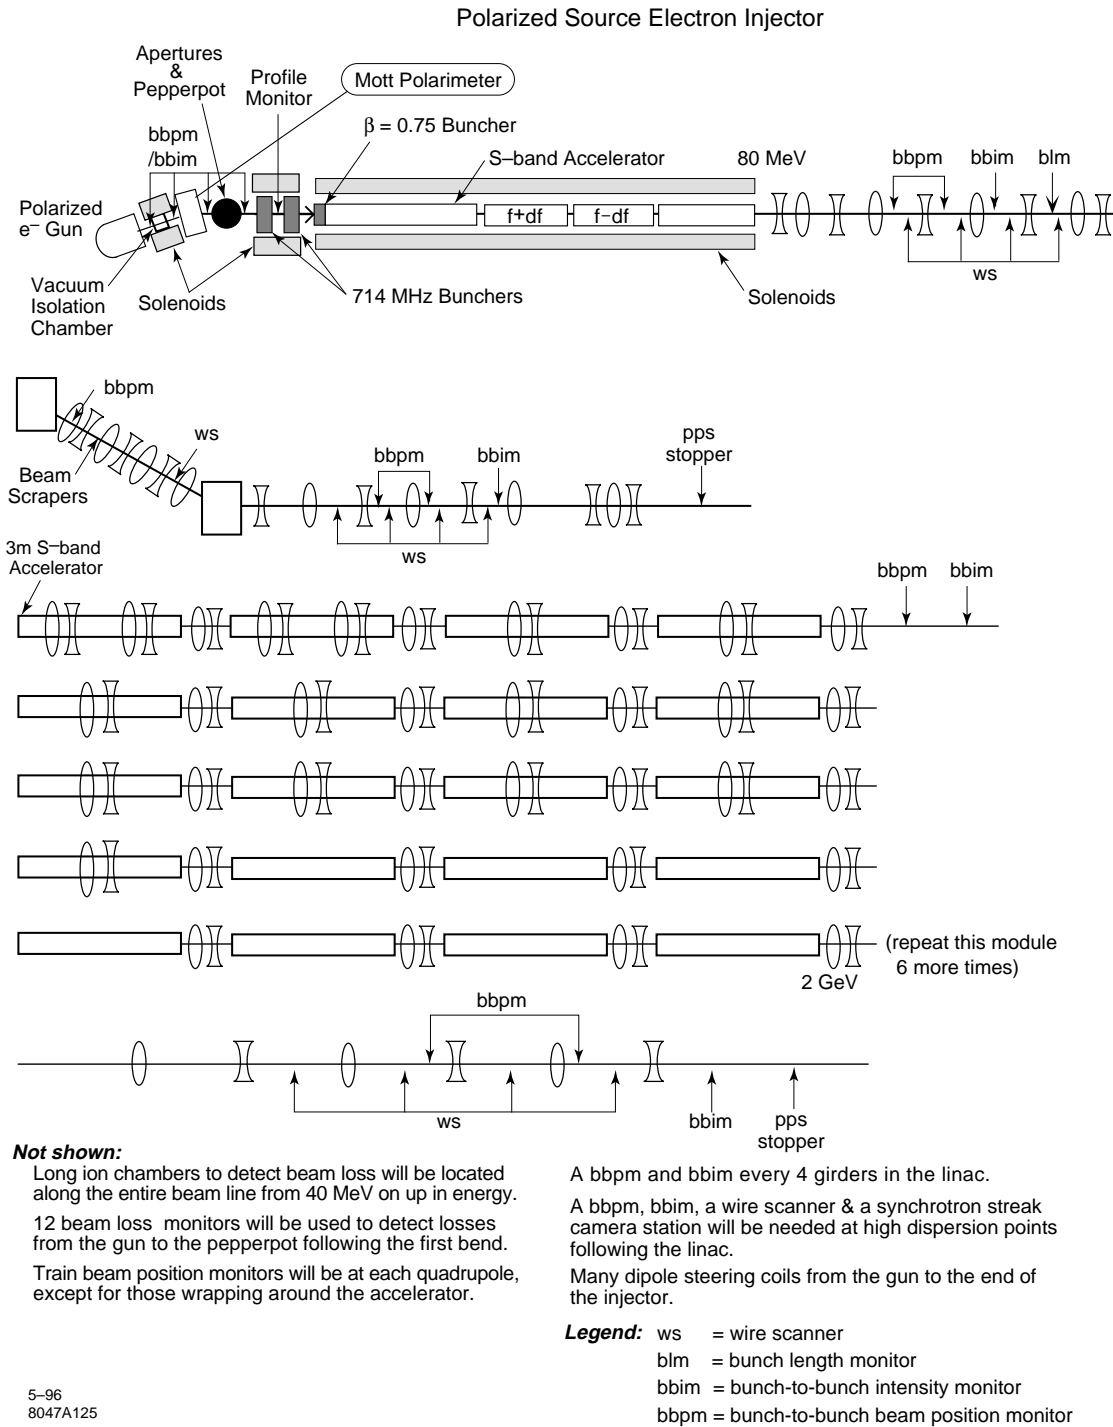 Polarized Source Electron Injector
Apertures
&
Pepperpot
Profile
Monitor
Mott Polarimeter
β = 0.75 Buncher
bbpm
/bbim
S–band Accelerator
80 MeV
bbpm
bbim
blm
Polarized
e– Gun
f+df
f–df
ws
Vacuum
Isolation
Chamber
Solenoids
714 MHz Bunchers
Solenoids
bbpm
ws
Beam
Scrapers
bbpm
bbim
pps
stopper
ws
3m S–band
Accelerator
bbpm
bbim
(repeat this module
6 more times)
2 GeV
bbpm
ws
bbim
pps
stopper
Not shown:
Long ion chambers to detect beam loss will be located
along the entire beam line from 40 MeV on up in energy.
12 beam loss monitors will be used to detect losses
from the gun to the pepperpot following the first bend.
Train beam position monitors will be at each quadrupole,
except for those wrapping around the accelerator.
A bbpm and bbim every 4 girders in the linac.
A bbpm, bbim, a wire scanner & a synchrotron streak
camera station will be needed at high dispersion points
following the linac.
Many dipole steering coils from the gun to the end of
the injector.
Legend: ws = wire scanner
blm = bunch length monitor
bbim = bunch-to-bunch intensity monitor
bbpm = bunch-to-bunch beam position monitor
5–96
8047A125